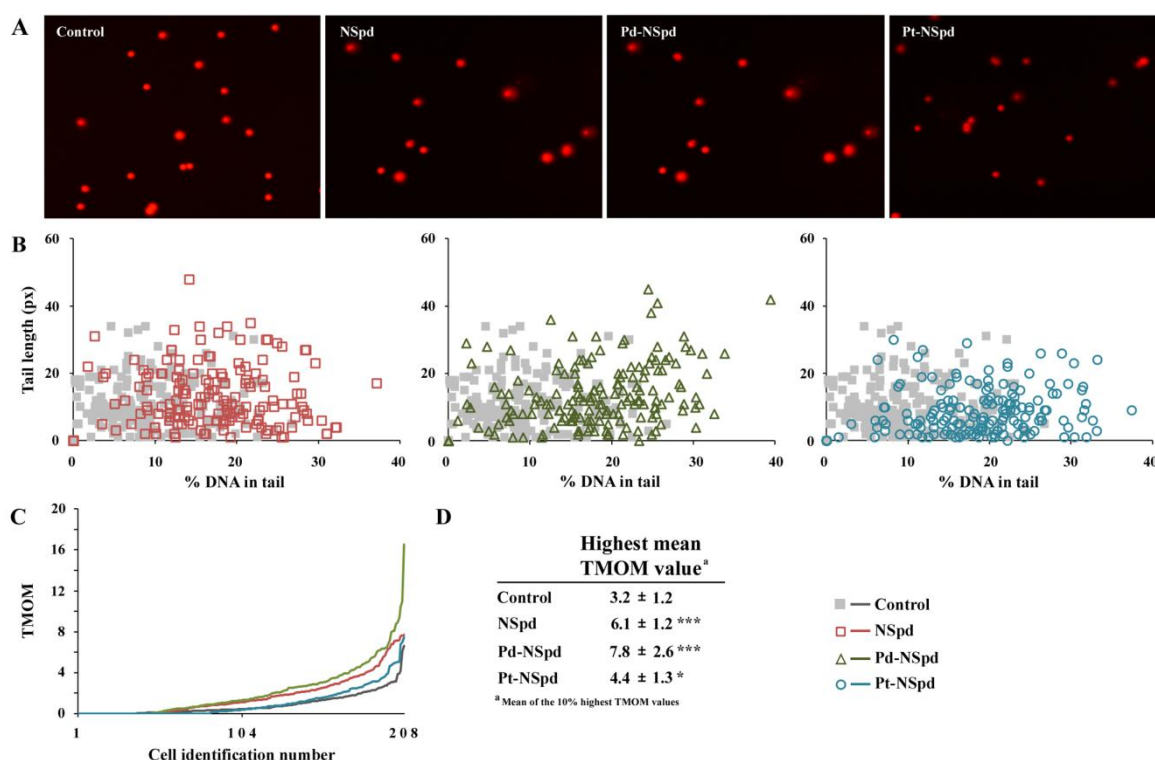 A
Control
NSpd
Pd-NSpd
Pt-NSpd
B
Tail length (px)
60
40
20
0
0 10 20 30 40
% DNA in tail
60
40
20
0
0 10 20 30 40
% DNA in tail
60
40
20
0
0 10 20 30 40
% DNA in tail
C
TMOM
20
16
12
8
4
0
1 104 208
Cell identification number
D
Highest mean
TMOM value a
Control 3.2 ± 1.2
NSpd 6.1 ± 1.2 ***
Pd-NSpd 7.8 ± 2.6 ***
Pt-NSpd 4.4 ± 1.3 *
a Mean of the 10% highest TMOM values
Control
NSpd
Pd-NSpd
Pt-NSpd